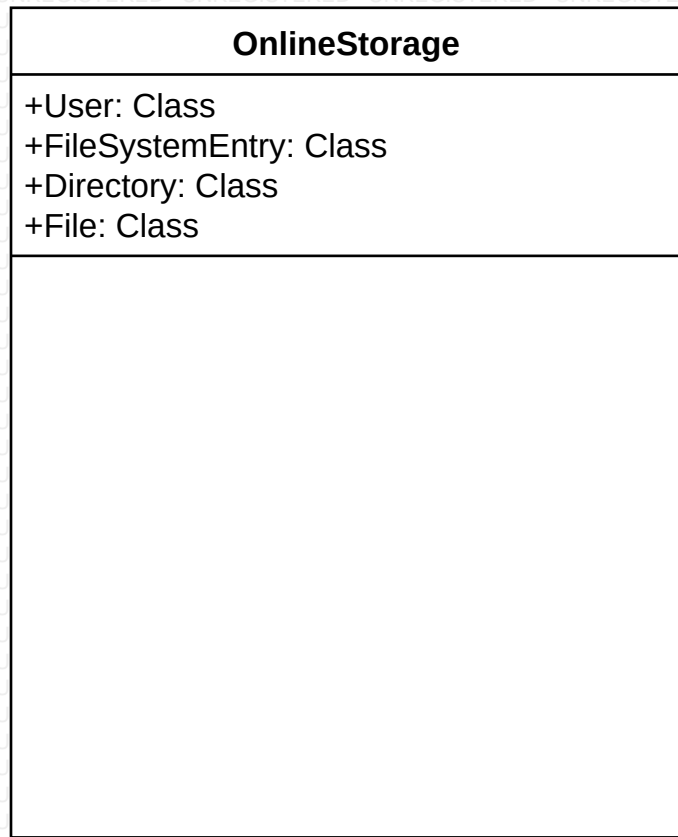 OnlineStorage
+User: Class
+FileSystemEntry: Class
+Directory: Class
+File: Class